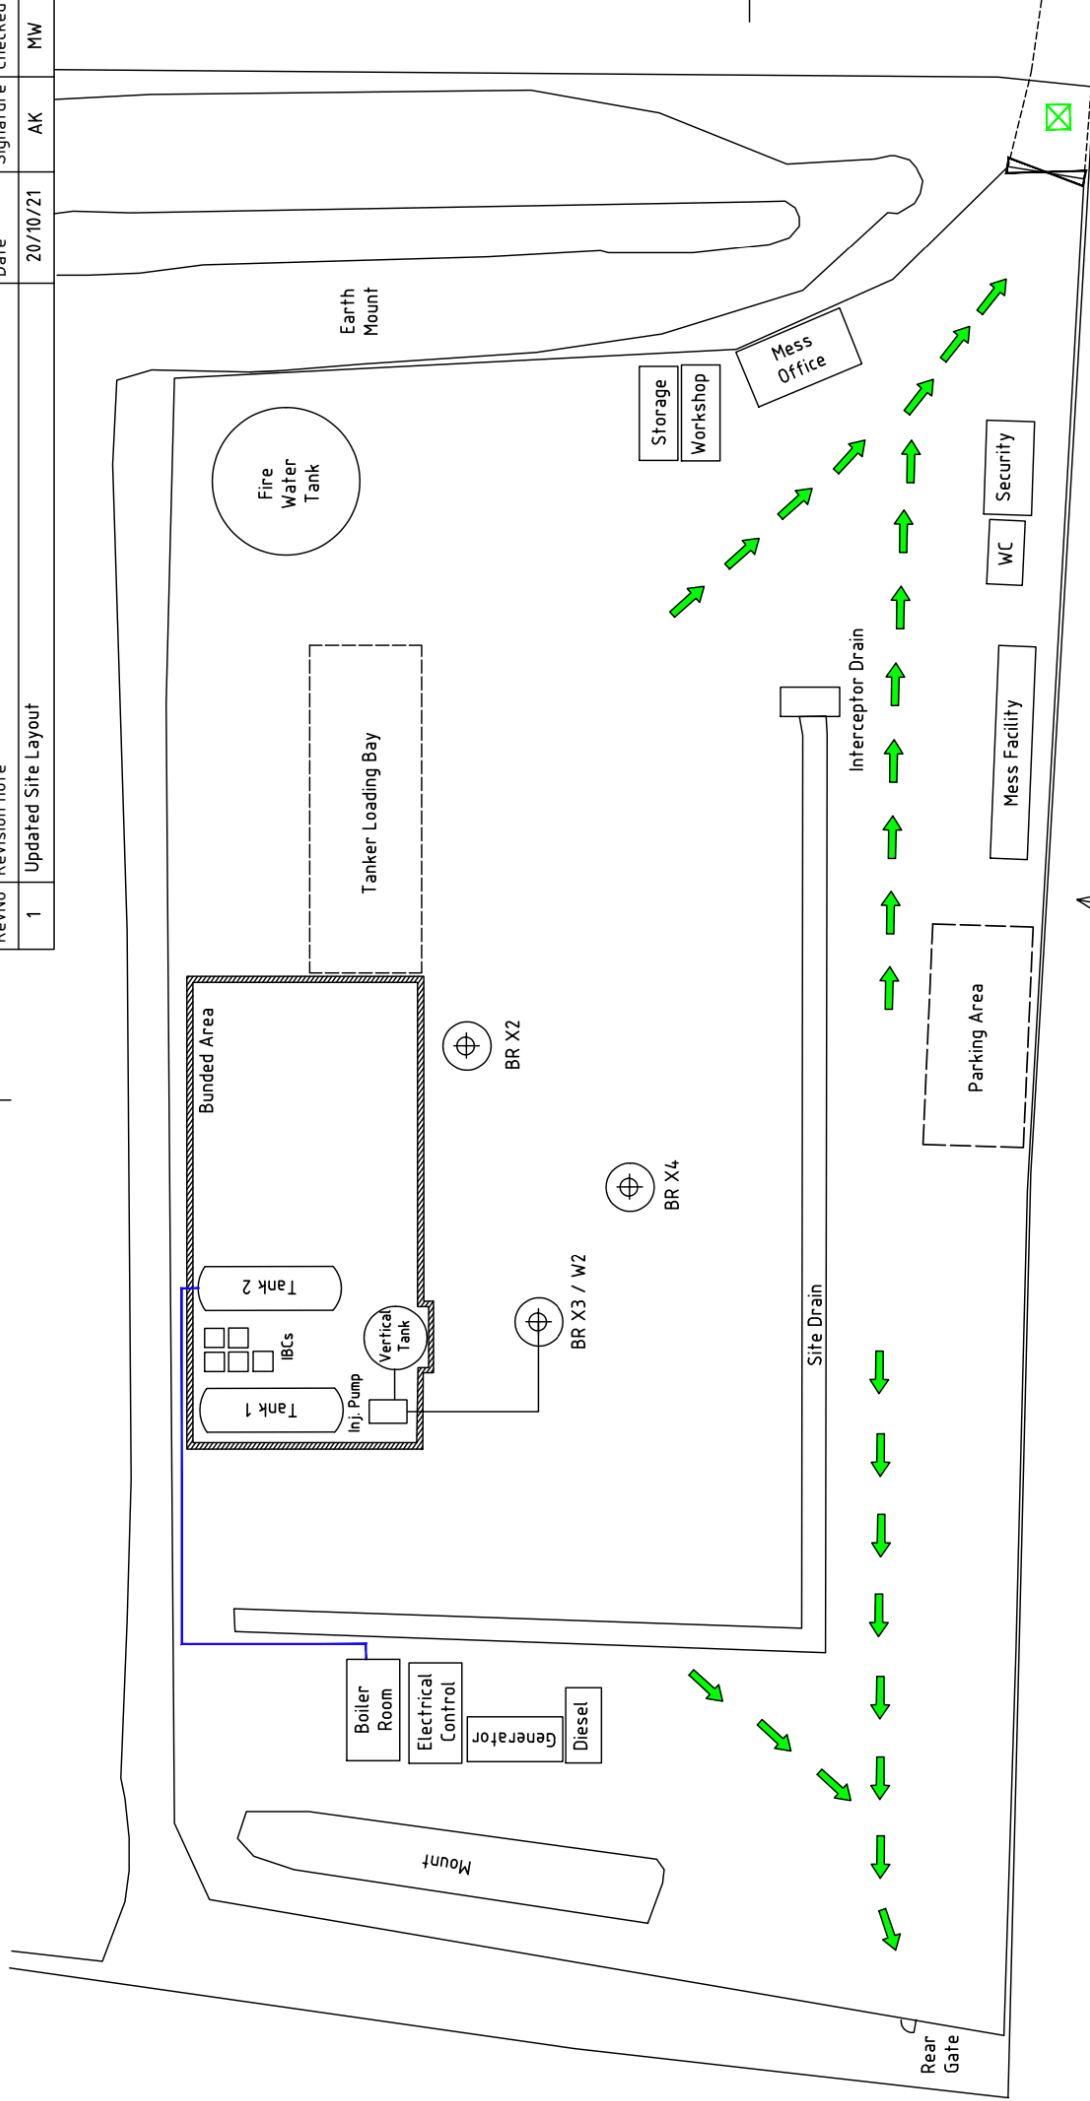 RevNo
Revision note
Date
Signature
Checked
1
Updated Site Layout
20/10/21
AK
MW
Earth
Mount
Fire
Water
Tank
Storage
Workshop
Mess
Office
Security
WC
Mess Facility
Interceptor Drain
Tanker Loading Bay
Parking Area
Bunded Area
BR X2
BR X4
BR X3 / W2
Tank 2
IBCs
Tank 1
Vertical
Tank
Inj. Pump
Site Drain
Boiler
Room
Electrical
Control
Generator
Diesel
Mount
Rear
Gate